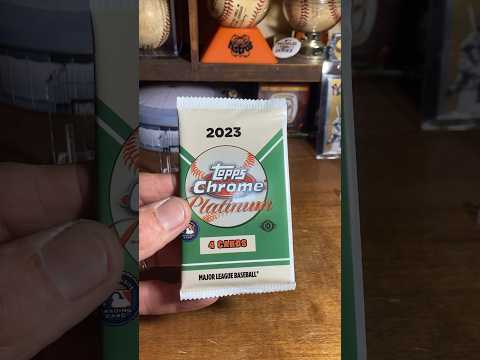 2023
Topps
Chrome
Platinum
4 CARDS
MAJOR LEAGUE BASEBALL®